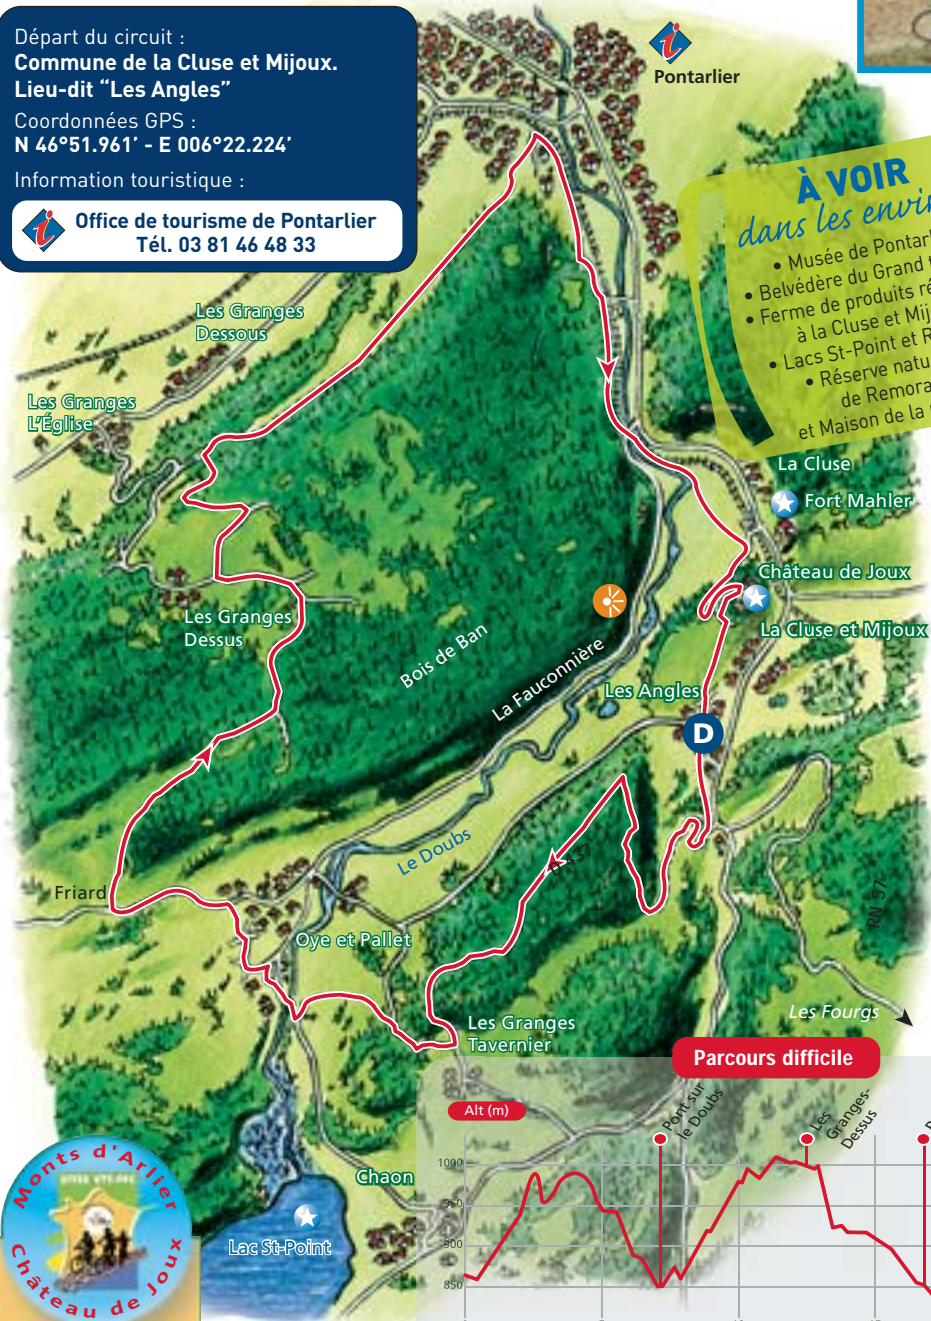 Départ du circuit :
Commune de la Cluse et Mijoux.
Lieu-dit “Les Angles”
Coordonnées GPS :
N 46°51.961’ - E 006°22.224’
Information touristique :
Office de tourisme de Pontarlier
Tél. 03 81 46 48 33
Pontarlier
À VOIR
dans les
• Musée de
• Belvédère du Grand
• Ferme de produits
à la Cluse et
• Lacs St-Point et
• Réserve
de
et Maison de la
Les Granges
Dessous
Les Granges
L’Église
La Cluse
Fort Mahler
Château de Joux
La Cluse et Mijoux
Les Granges
Dessus
Bois de Ban
La Fauconnière
Les Angles
D
Le Doubs
Friard
Oye et Pallet
RN 57
Les Fourgs
Les Granges
Tavernier
Parcours difficile
Alt (m)
Pont sur
le Doubs
Les
Granges-
Dessus
1000
950
900
850
Chaon
Lac St-Point
Monts d'Arlier
Château de Joux